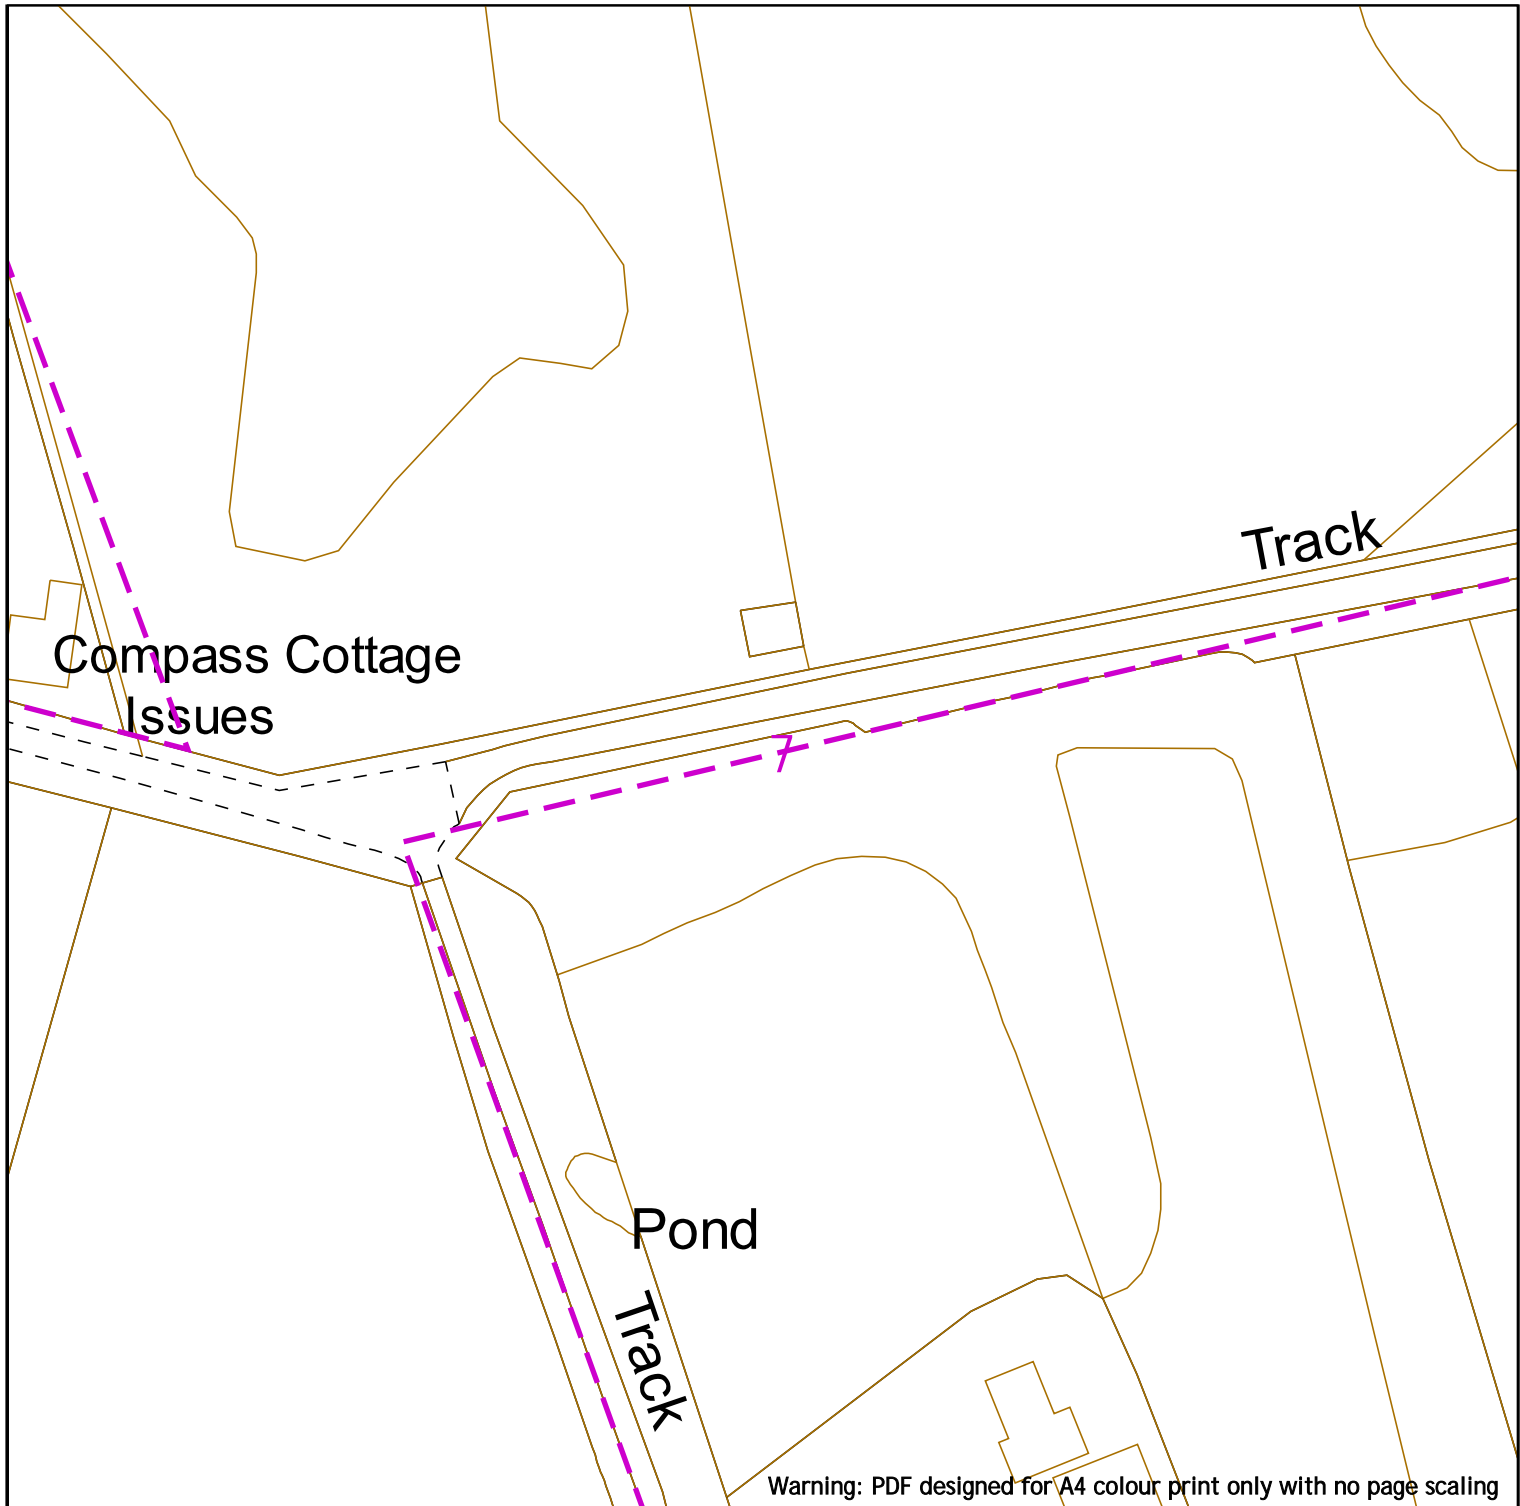 Track
Compass Cottage
Issues
7
Pond
Track
Warning: PDF designed for A4 colour print only with no page scaling